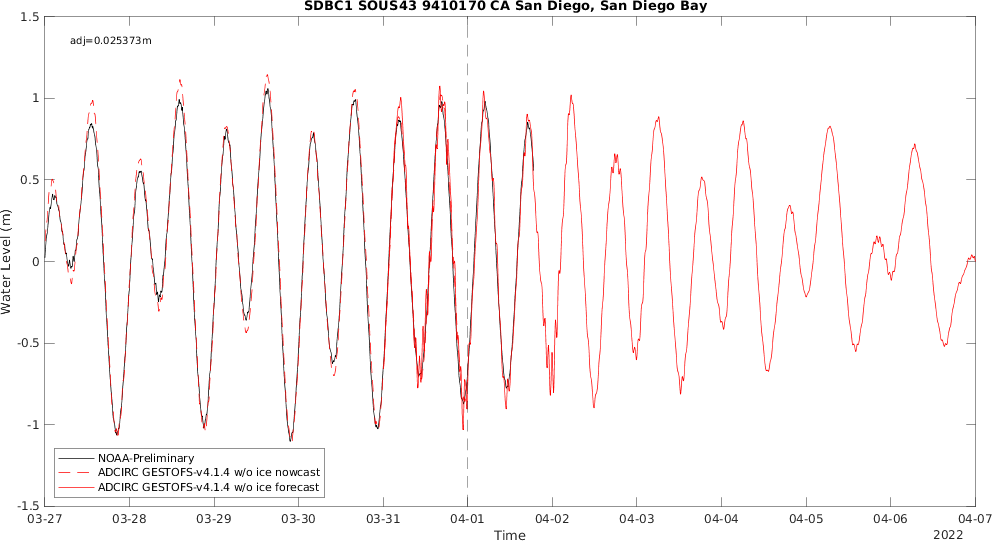 SDBC1 SOUS43 9410170 CA San Diego, San Diego Bay
adj=0.025373m
1.5
1
0.5
0
-0.5
-1
-1.5
Water Level (m)
NOAA-Preliminary
ADCIRC GESTOFS-v4.1.4 w/o ice nowcast
ADCIRC GESTOFS-v4.1.4 w/o ice forecast
03-27 03-28 03-29 03-30 03-31 04-01 04-02 04-03 04-04 04-05 04-06 04-07
Time
2022